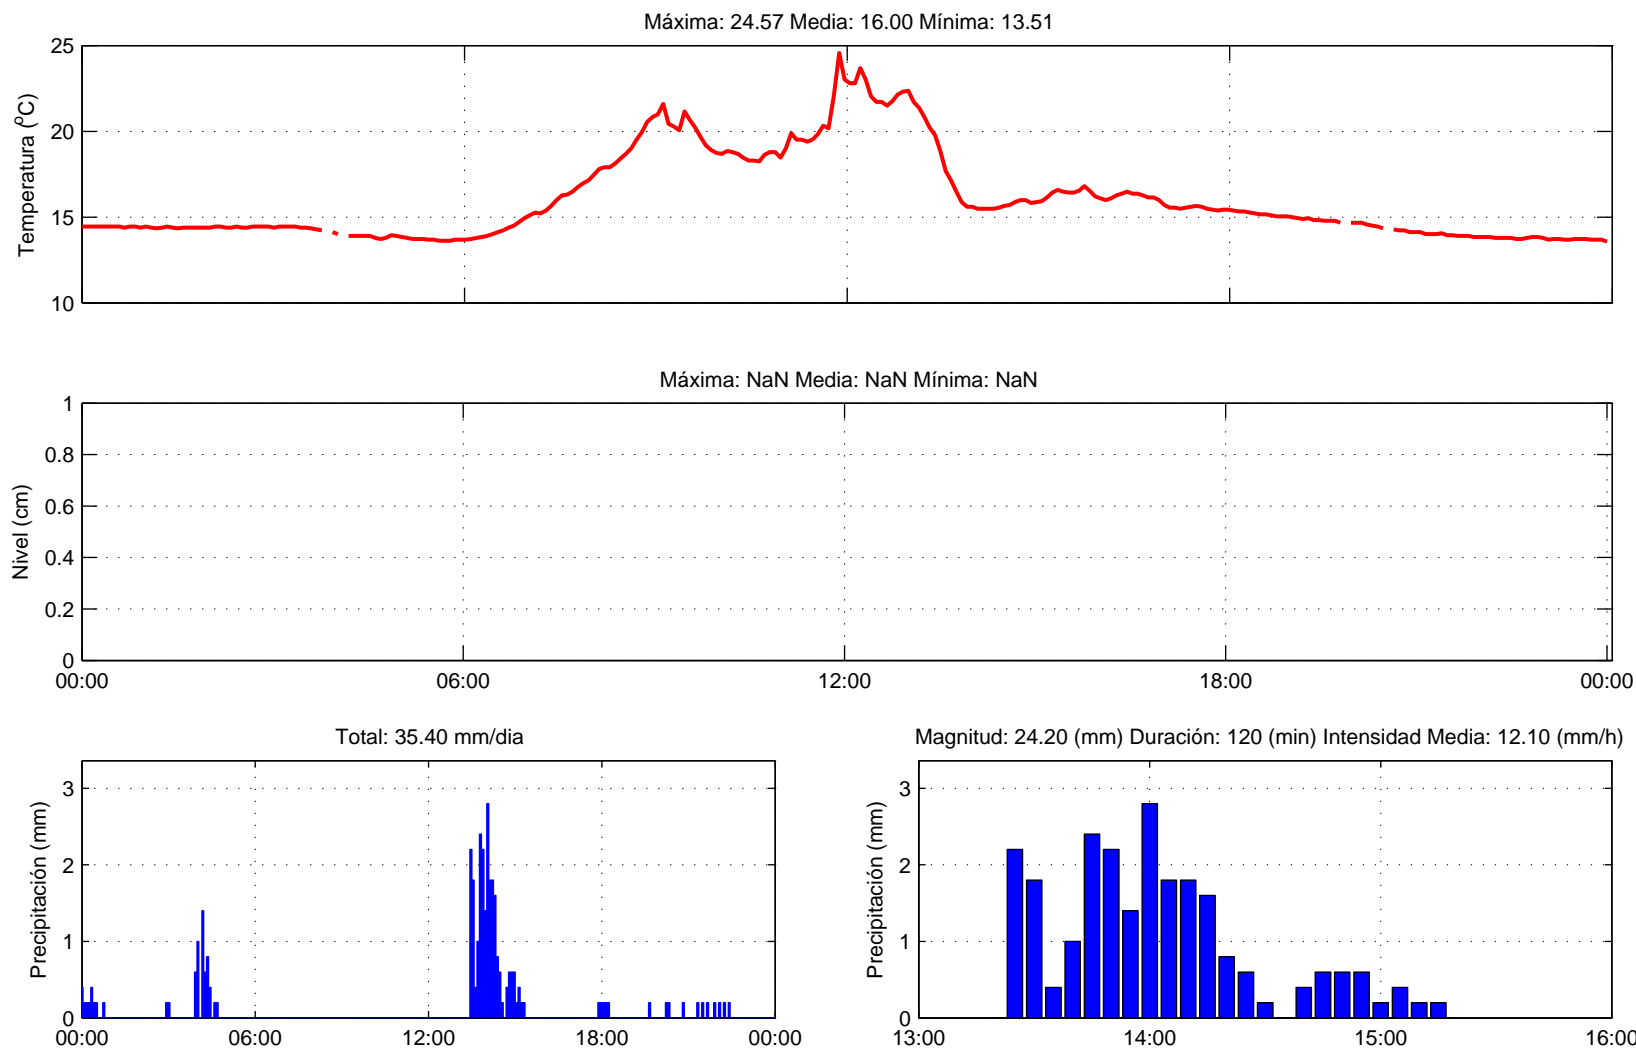 Máxima: 24.57 Media: 16.00 Mínima: 13.51
25
20
15
10
Temperatura (ºC)
Máxima: NaN Media: NaN Mínima: NaN
1
0.8
0.6
0.4
0.2
0
Nivel (cm)
00:00 06:00 12:00 18:00 00:00
Total: 35.40 mm/dia
3
2
1
0
Precipitación (mm)
00:00 06:00 12:00 18:00 00:00
Magnitud: 24.20 (mm) Duración: 120 (min) Intensidad Media: 12.10 (mm/h)
3
2
1
0
Precipitación (mm)
13:00 14:00 15:00 16:00